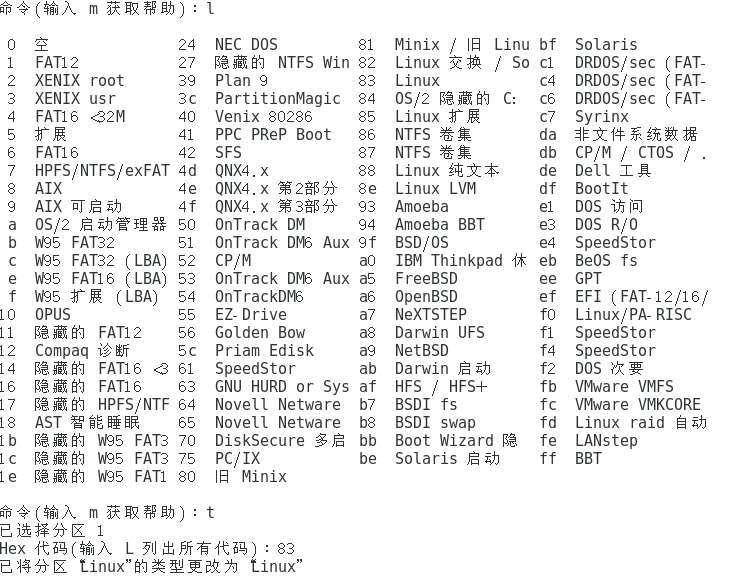 命令(输入 m 获取帮助)：l
0 空 24 NEC DOS 81 Minix / 旧 Linu bf Solaris
1 FAT12 27 隐藏的 NTFS Win 82 Linux 交换 / So c1 DRDOS/sec (FAT-
2 XENIX root 39 Plan 9 83 Linux c4 DRDOS/sec (FAT-
3 XENIX usr 3c PartitionMagic 84 OS/2 隐藏的 C: c6 DRDOS/sec (FAT-
4 FAT16 <32M 40 Venix 80286 85 Linux 扩展 c7 Syrinx
5 扩展 41 PPC PReP Boot 86 NTFS 卷集 da 非文件系统数据
6 FAT16 42 SFS 87 NTFS 卷集 db CP/M / CTOS / .
7 HPFS/NTFS/exFAT 4d QNX4.x 88 Linux 纯文本 de Dell 工具
8 AIX 4e QNX4.x 第2部分 8e Linux LVM df BootIt
9 AIX 可启动 4f QNX4.x 第3部分 93 Amoeba e1 DOS 访问
a OS/2 启动管理器 50 OnTrack DM 94 Amoeba BBT e3 DOS R/O
b W95 FAT32 51 OnTrack DM6 Aux 9f BSD/OS e4 SpeedStor
c W95 FAT32 (LBA) 52 CP/M a0 IBM Thinkpad 休 eb BeOS fs
e W95 FAT16 (LBA) 53 OnTrack DM6 Aux a5 FreeBSD ee GPT
f W95 扩展 (LBA) 54 OnTrackDM6 a6 OpenBSD ef EFI (FAT-12/16/
10 OPUS 55 EZ-Drive a7 NeXTSTEP f0 Linux/PA-RISC
11 隐藏的 FAT12 56 Golden Bow a8 Darwin UFS f1 SpeedStor
12 Compaq 诊断 5c Priam Edisk a9 NetBSD f4 SpeedStor
14 隐藏的 FAT16 <3 61 SpeedStor ab Darwin 启动 f2 DOS 次要
16 隐藏的 FAT16 63 GNU HURD or Sys af HFS / HFS+ fb VMware VMFS
17 隐藏的 HPFS/NTF 64 Novell Netware b7 BSDI fs fc VMware VMKCORE
18 AST 智能睡眠 65 Novell Netware b8 BSDI swap fd Linux raid 自动
1b 隐藏的 W95 FAT3 70 DiskSecure 多启 bb Boot Wizard 隐 fe LANstep
1c 隐藏的 W95 FAT3 75 PC/IX be Solaris 启动 ff BBT
1e 隐藏的 W95 FAT1 80 旧 Minix
命令(输入 m 获取帮助)：t
已选择分区 1
Hex 代码(输入 L 列出所有代码)：83
已将分区“Linux”的类型更改为“Linux”